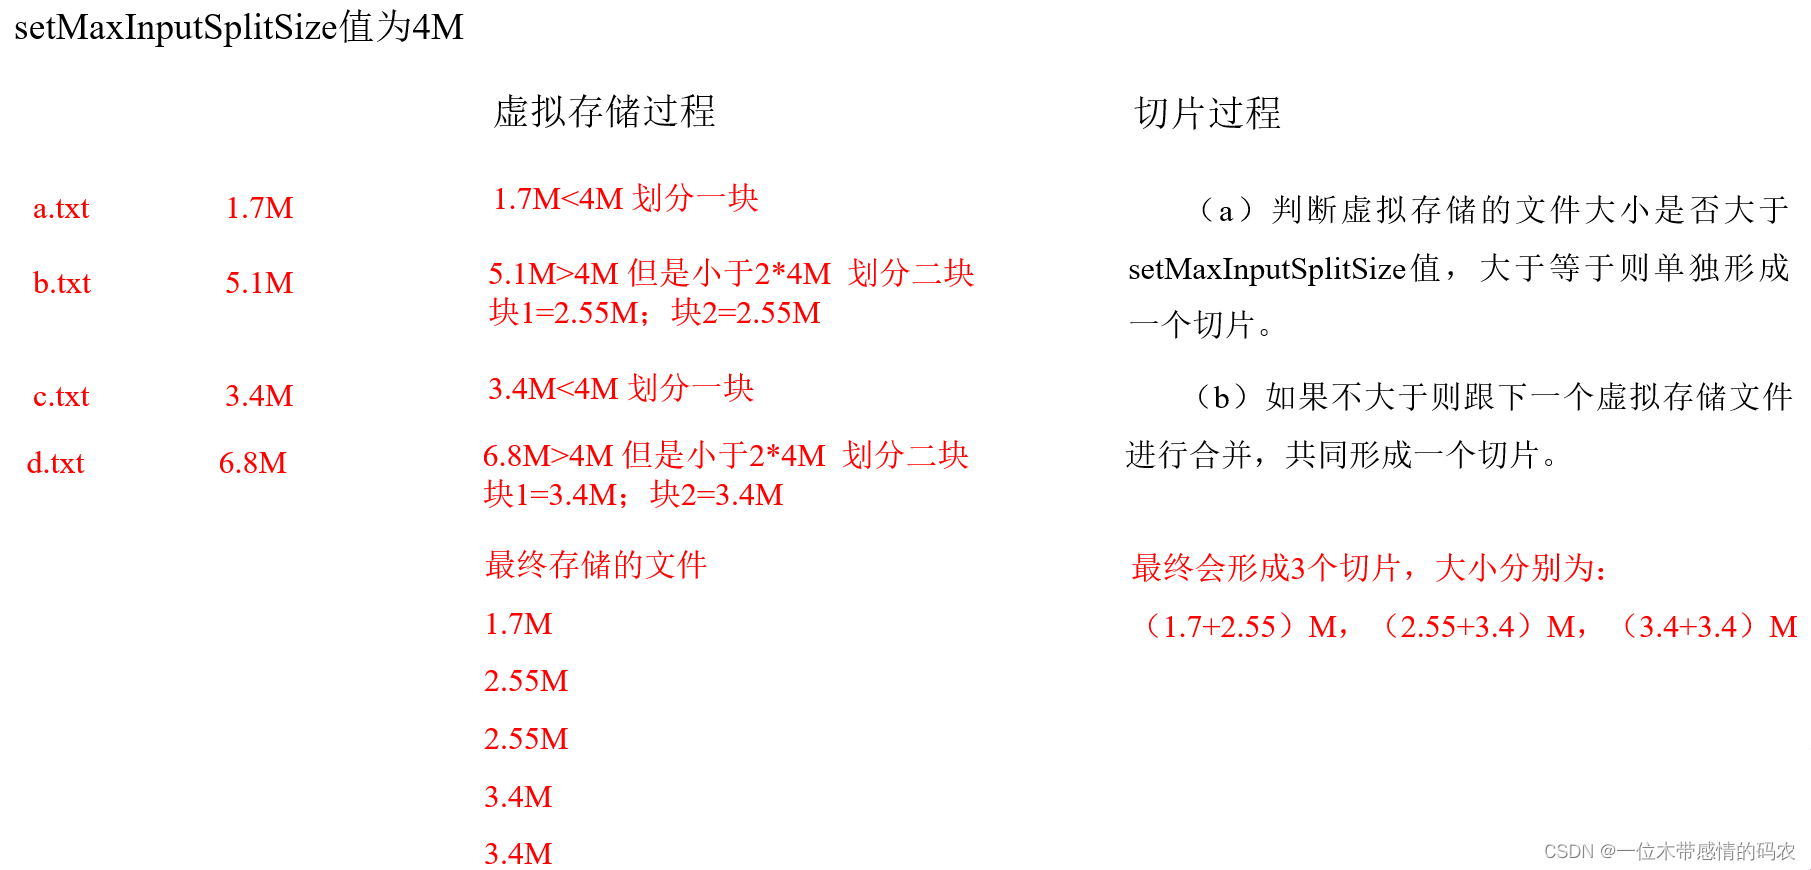 setMaxInputSplitSize值为4M
虚拟存储过程
切片过程
a.txt 1.7M 1.7M<4M 划分一块
b.txt 5.1M 5.1M>4M 但是小于2*4M 划分二块
块1=2.55M；块2=2.55M
c.txt 3.4M 3.4M<4M 划分一块
d.txt 6.8M 6.8M>4M 但是小于2*4M 划分二块
块1=3.4M；块2=3.4M
最终存储的文件
1.7M
2.55M
2.55M
3.4M
3.4M
（a）判断虚拟存储的文件大小是否大于
setMaxInputSplitSize值，大于等于则单独形成
一个切片。
（b）如果不大于则跟下一个虚拟存储文件
进行合并，共同形成一个切片。
最终会形成3个切片，大小分别为：
（1.7+2.55）M，（2.55+3.4）M，（3.4+3.4）M
CSDN @一位木带感情的码农